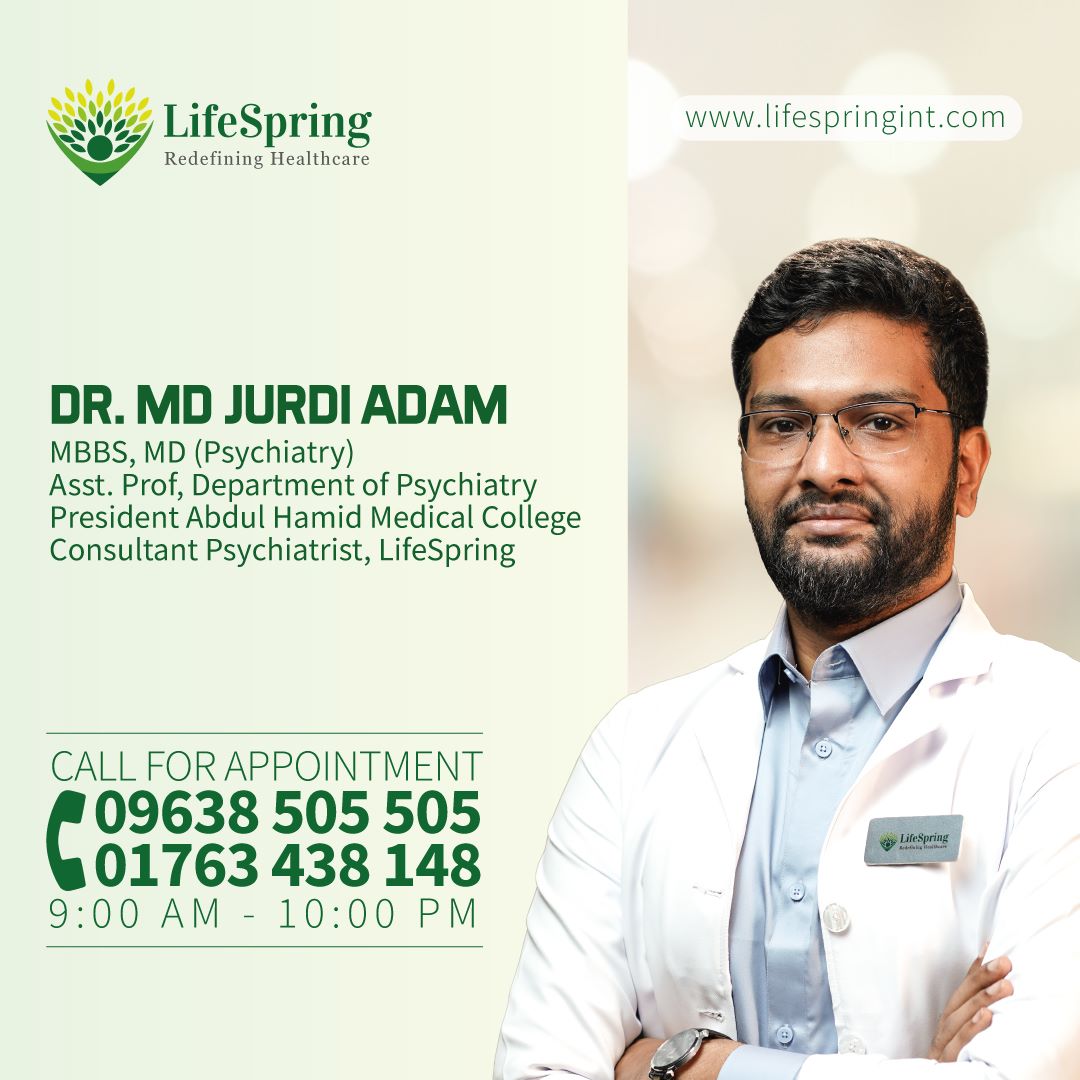 LifeSpring
Redefining Healthcare
www.lifespringint.com
DR. MD JURDI ADAM
MBBS, MD (Psychiatry)
Asst. Prof, Department of Psychiatry
President Abdul Hamid Medical College
Consultant Psychiatrist, LifeSpring
CALL FOR APPOINTMENT
09638 505 505
01763 438 148
9:00 AM - 10:00 PM
LifeSpring
Redefining Healthcare